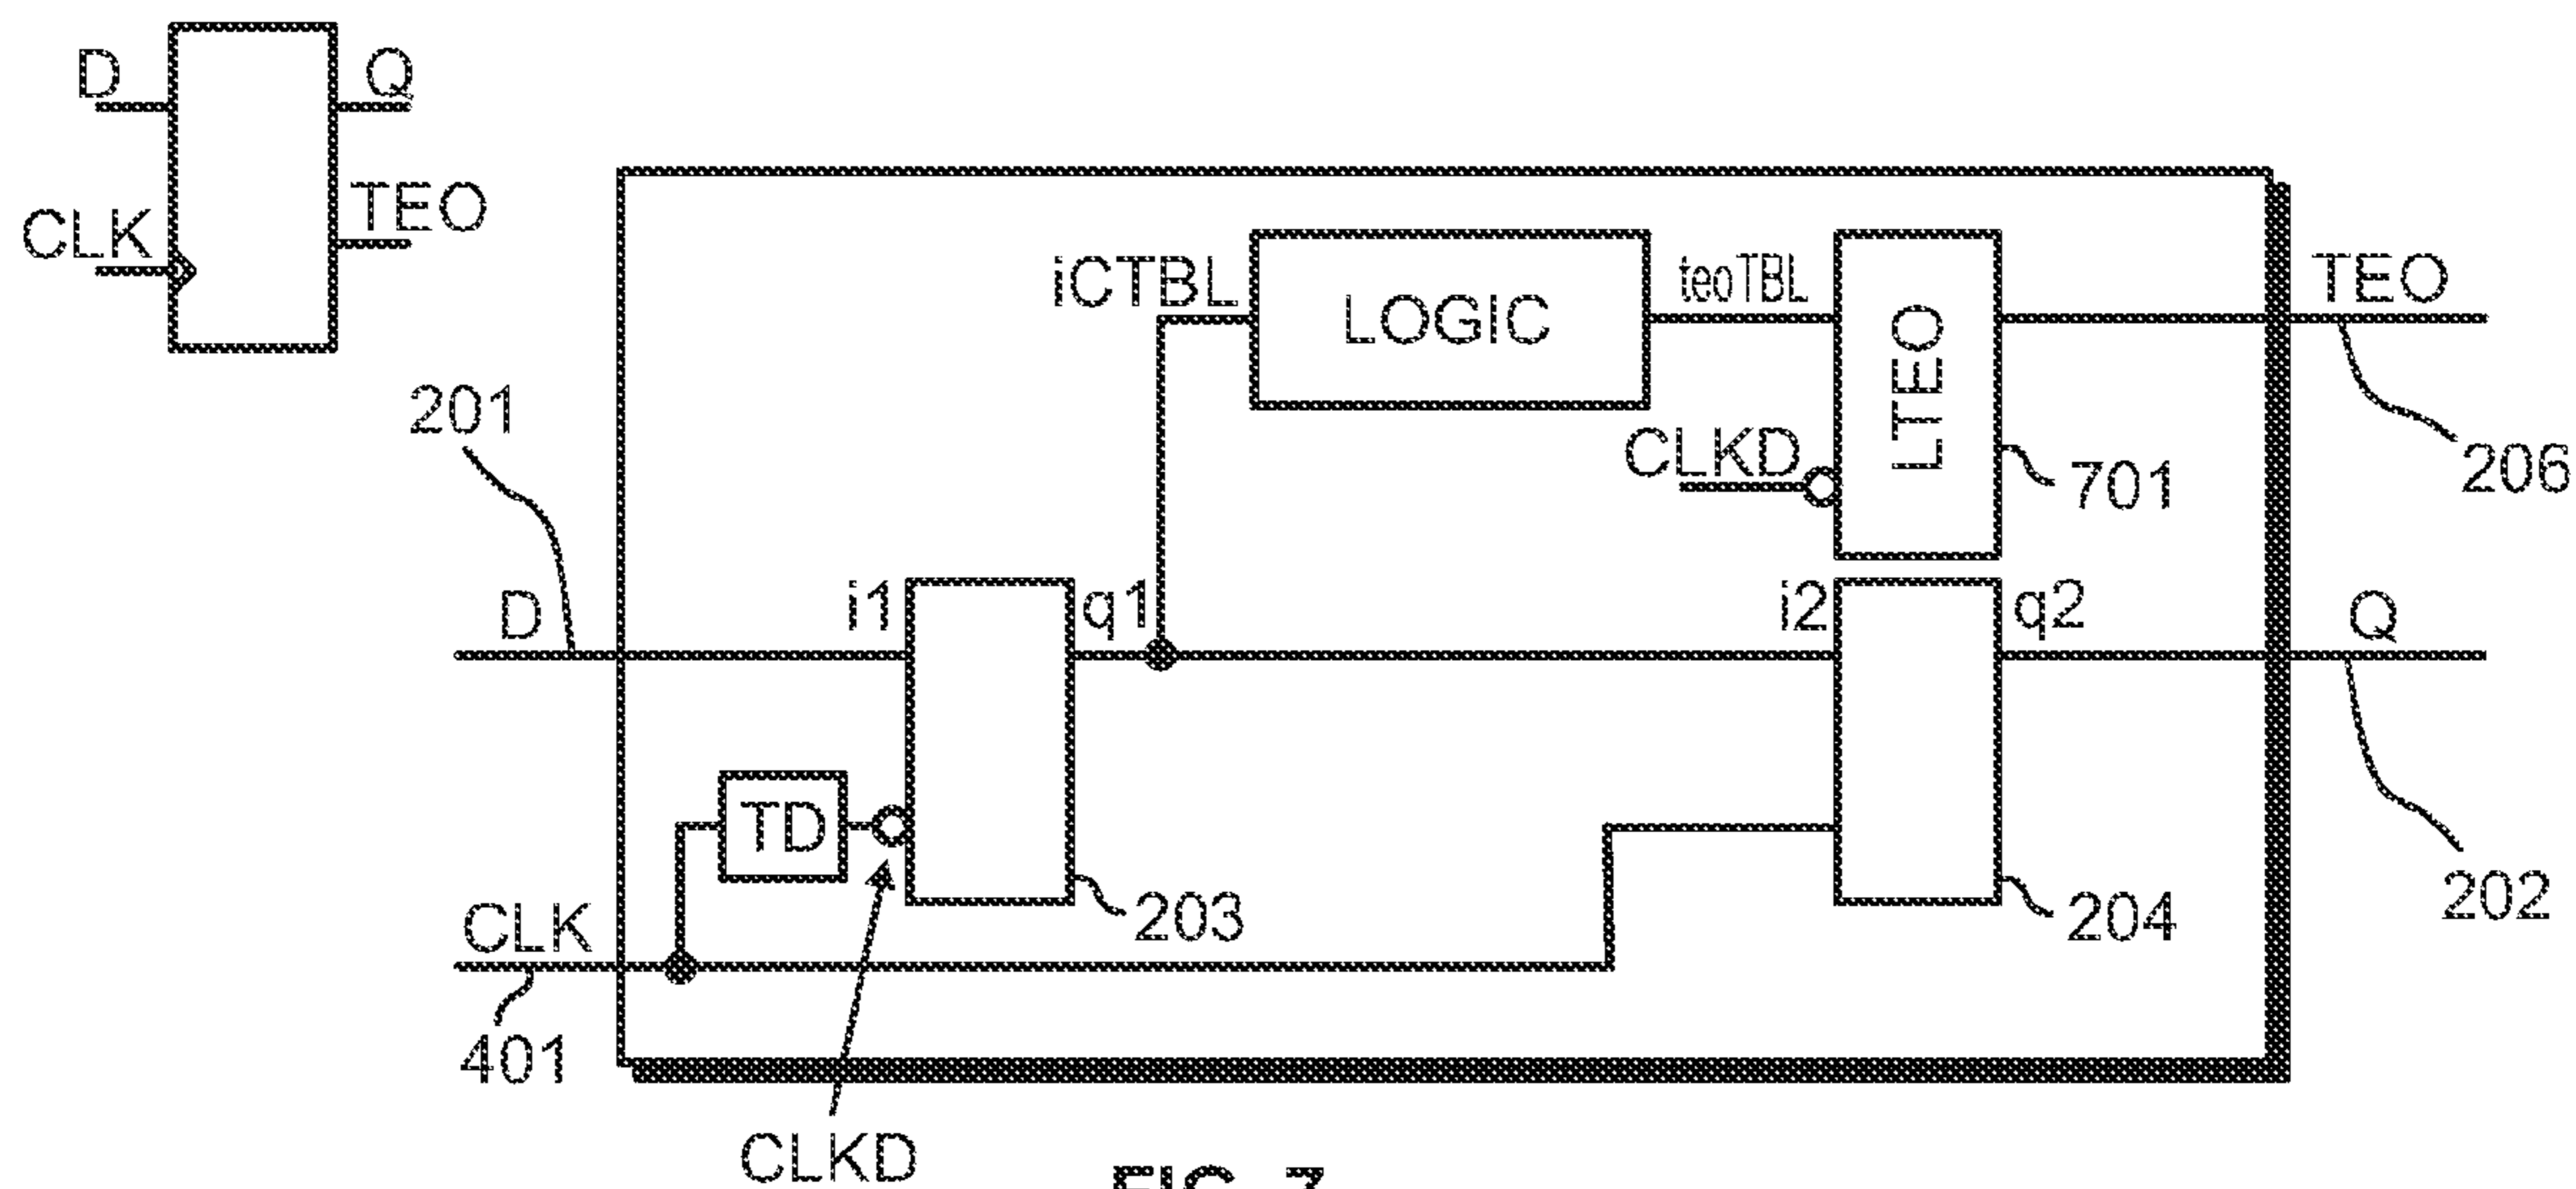 D
Q
CLK
TEO
201
iCTBL
LOGIC
teoTBL
LTEO
TEO
CLKD
701
206
D
i1
q1
i2
q2
Q
TD
CLK
203
204
202
401
CLKD